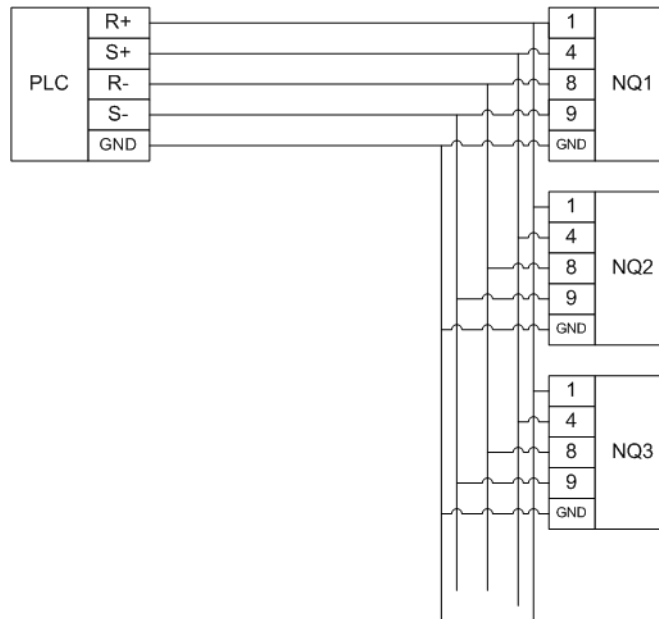 PLC
R+
S+
R-
S-
GND
1
4
8
9
GND
NQ1
1
4
8
9
GND
NQ2
1
4
8
9
GND
NQ3